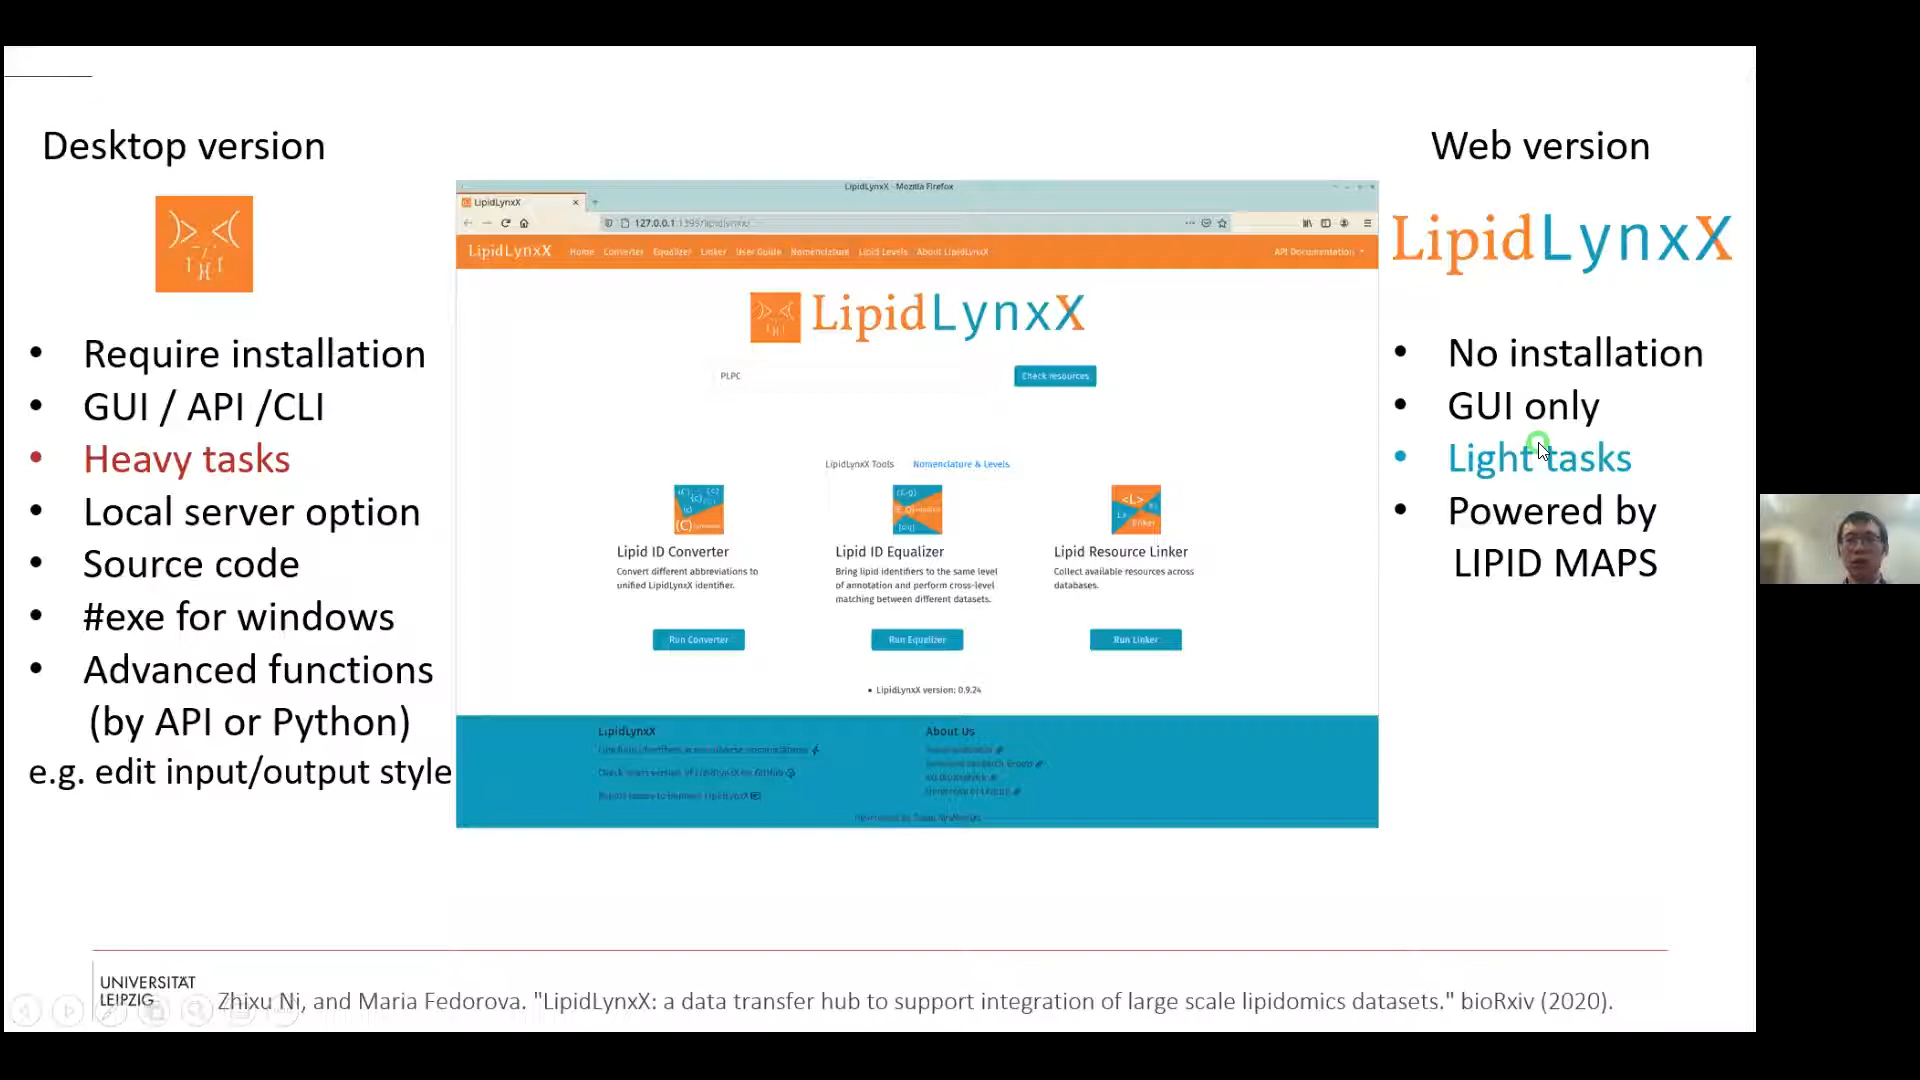 Desktop version
Require installation
GUI / API /CLI
Heavy tasks
Local server option
Source code
#exe for windows
Advanced functions
(by API or Python)
e.g. edit input/output style
LipidLynxX - Mozilla Firefox
LipidLynxX
127.0.0.1:1399/lipidlynxx/
LipidLynxX Home Converter Equalizer Linker User Guide Nomenclature Lipid Levels About LipidLynxX API Documentation
LipidLynxX
PLPC Check resources
LipidLynxX Tools Nomenclature & Levels
Lipid ID Converter
Convert different abbreviations to
unified LipidLynxX identifier.
Run Converter
Lipid ID Equalizer
Bring lipid identifiers to the same level
of annotation and perform cross-level
matching between different datasets.
Run Equalizer
Lipid Resource Linker
Collect available resources across
databases.
Run Linker
LipidLynxX version: 0.9.24
LipidLynxX
About Us
Web version
LipidLynxX
No installation
GUI only
Light tasks
Powered by
LIPID MAPS
UNIVERSITÄT
LEIPZIG
Zhixu Ni, and Maria Fedorova. "LipidLynxX: a data transfer hub to support integration of large scale lipidomics datasets." bioRxiv (2020).